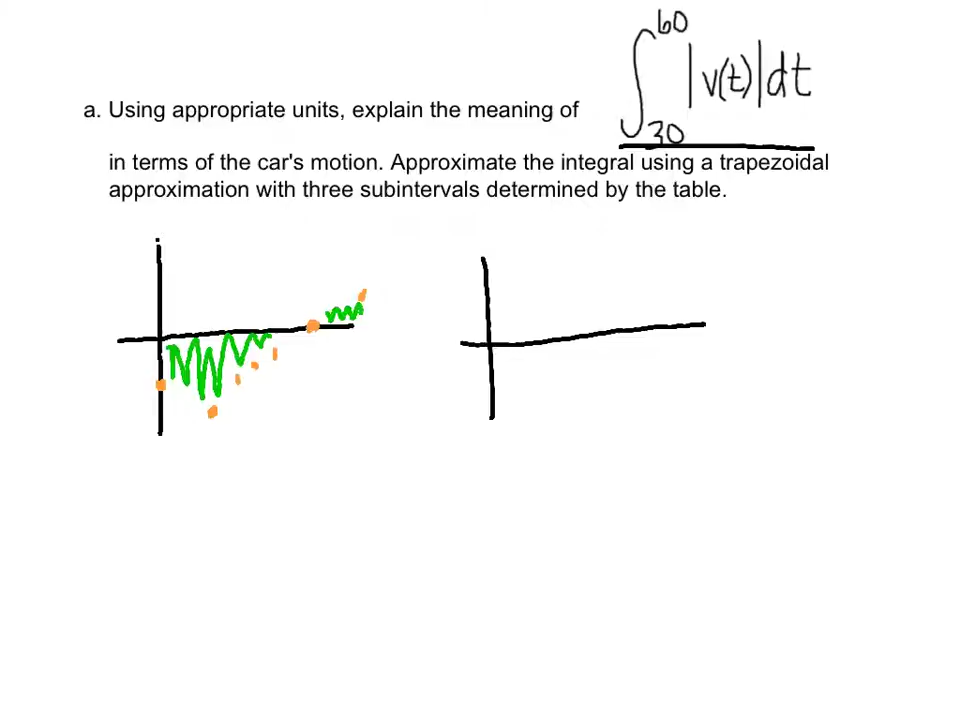 a. Using appropriate units, explain the meaning of ∫₃₀⁶⁰ |v(t)|dt
in terms of the car's motion. Approximate the integral using a trapezoidal
approximation with three subintervals determined by the table.